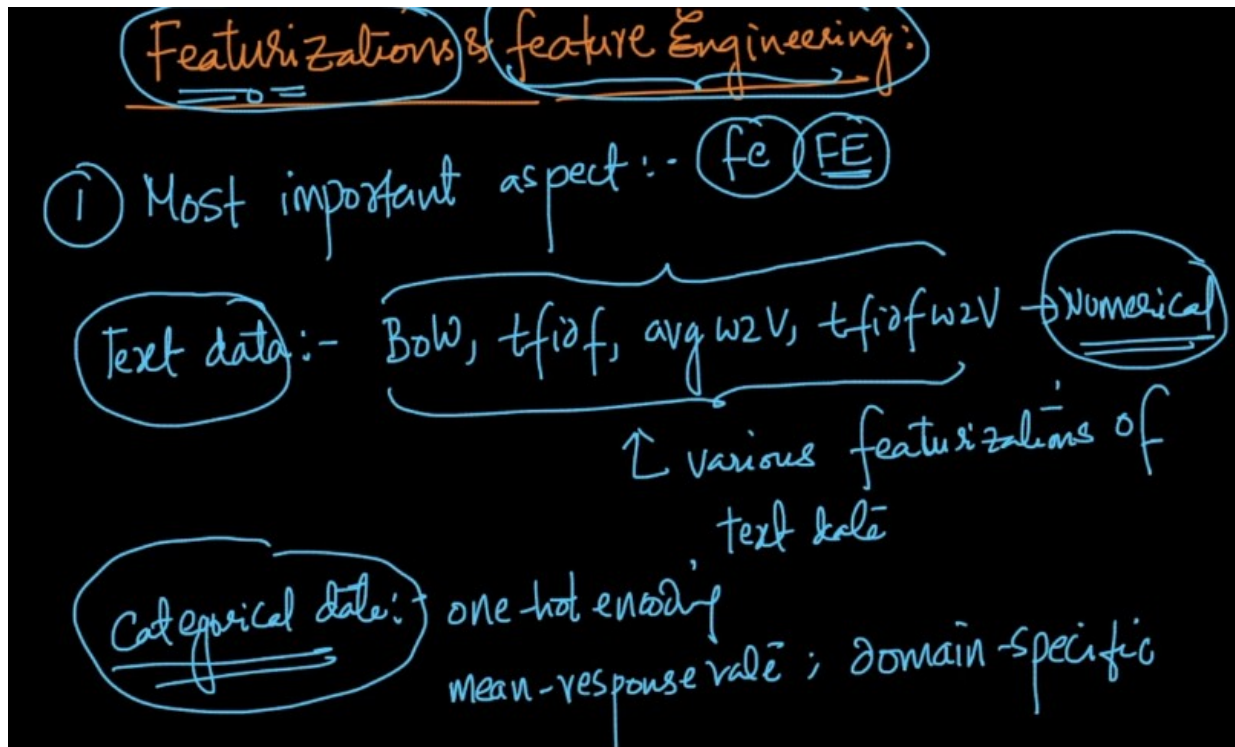 Featurizations & feature Engineering:
① Most important aspect:- fe FE
Text data:- BoW, tfidf, avg w2v, tfidf w2v → Numerical
↑ various featurizations of
text data
Categorical data:- one-hot encoding
mean-response rate ; domain-specific